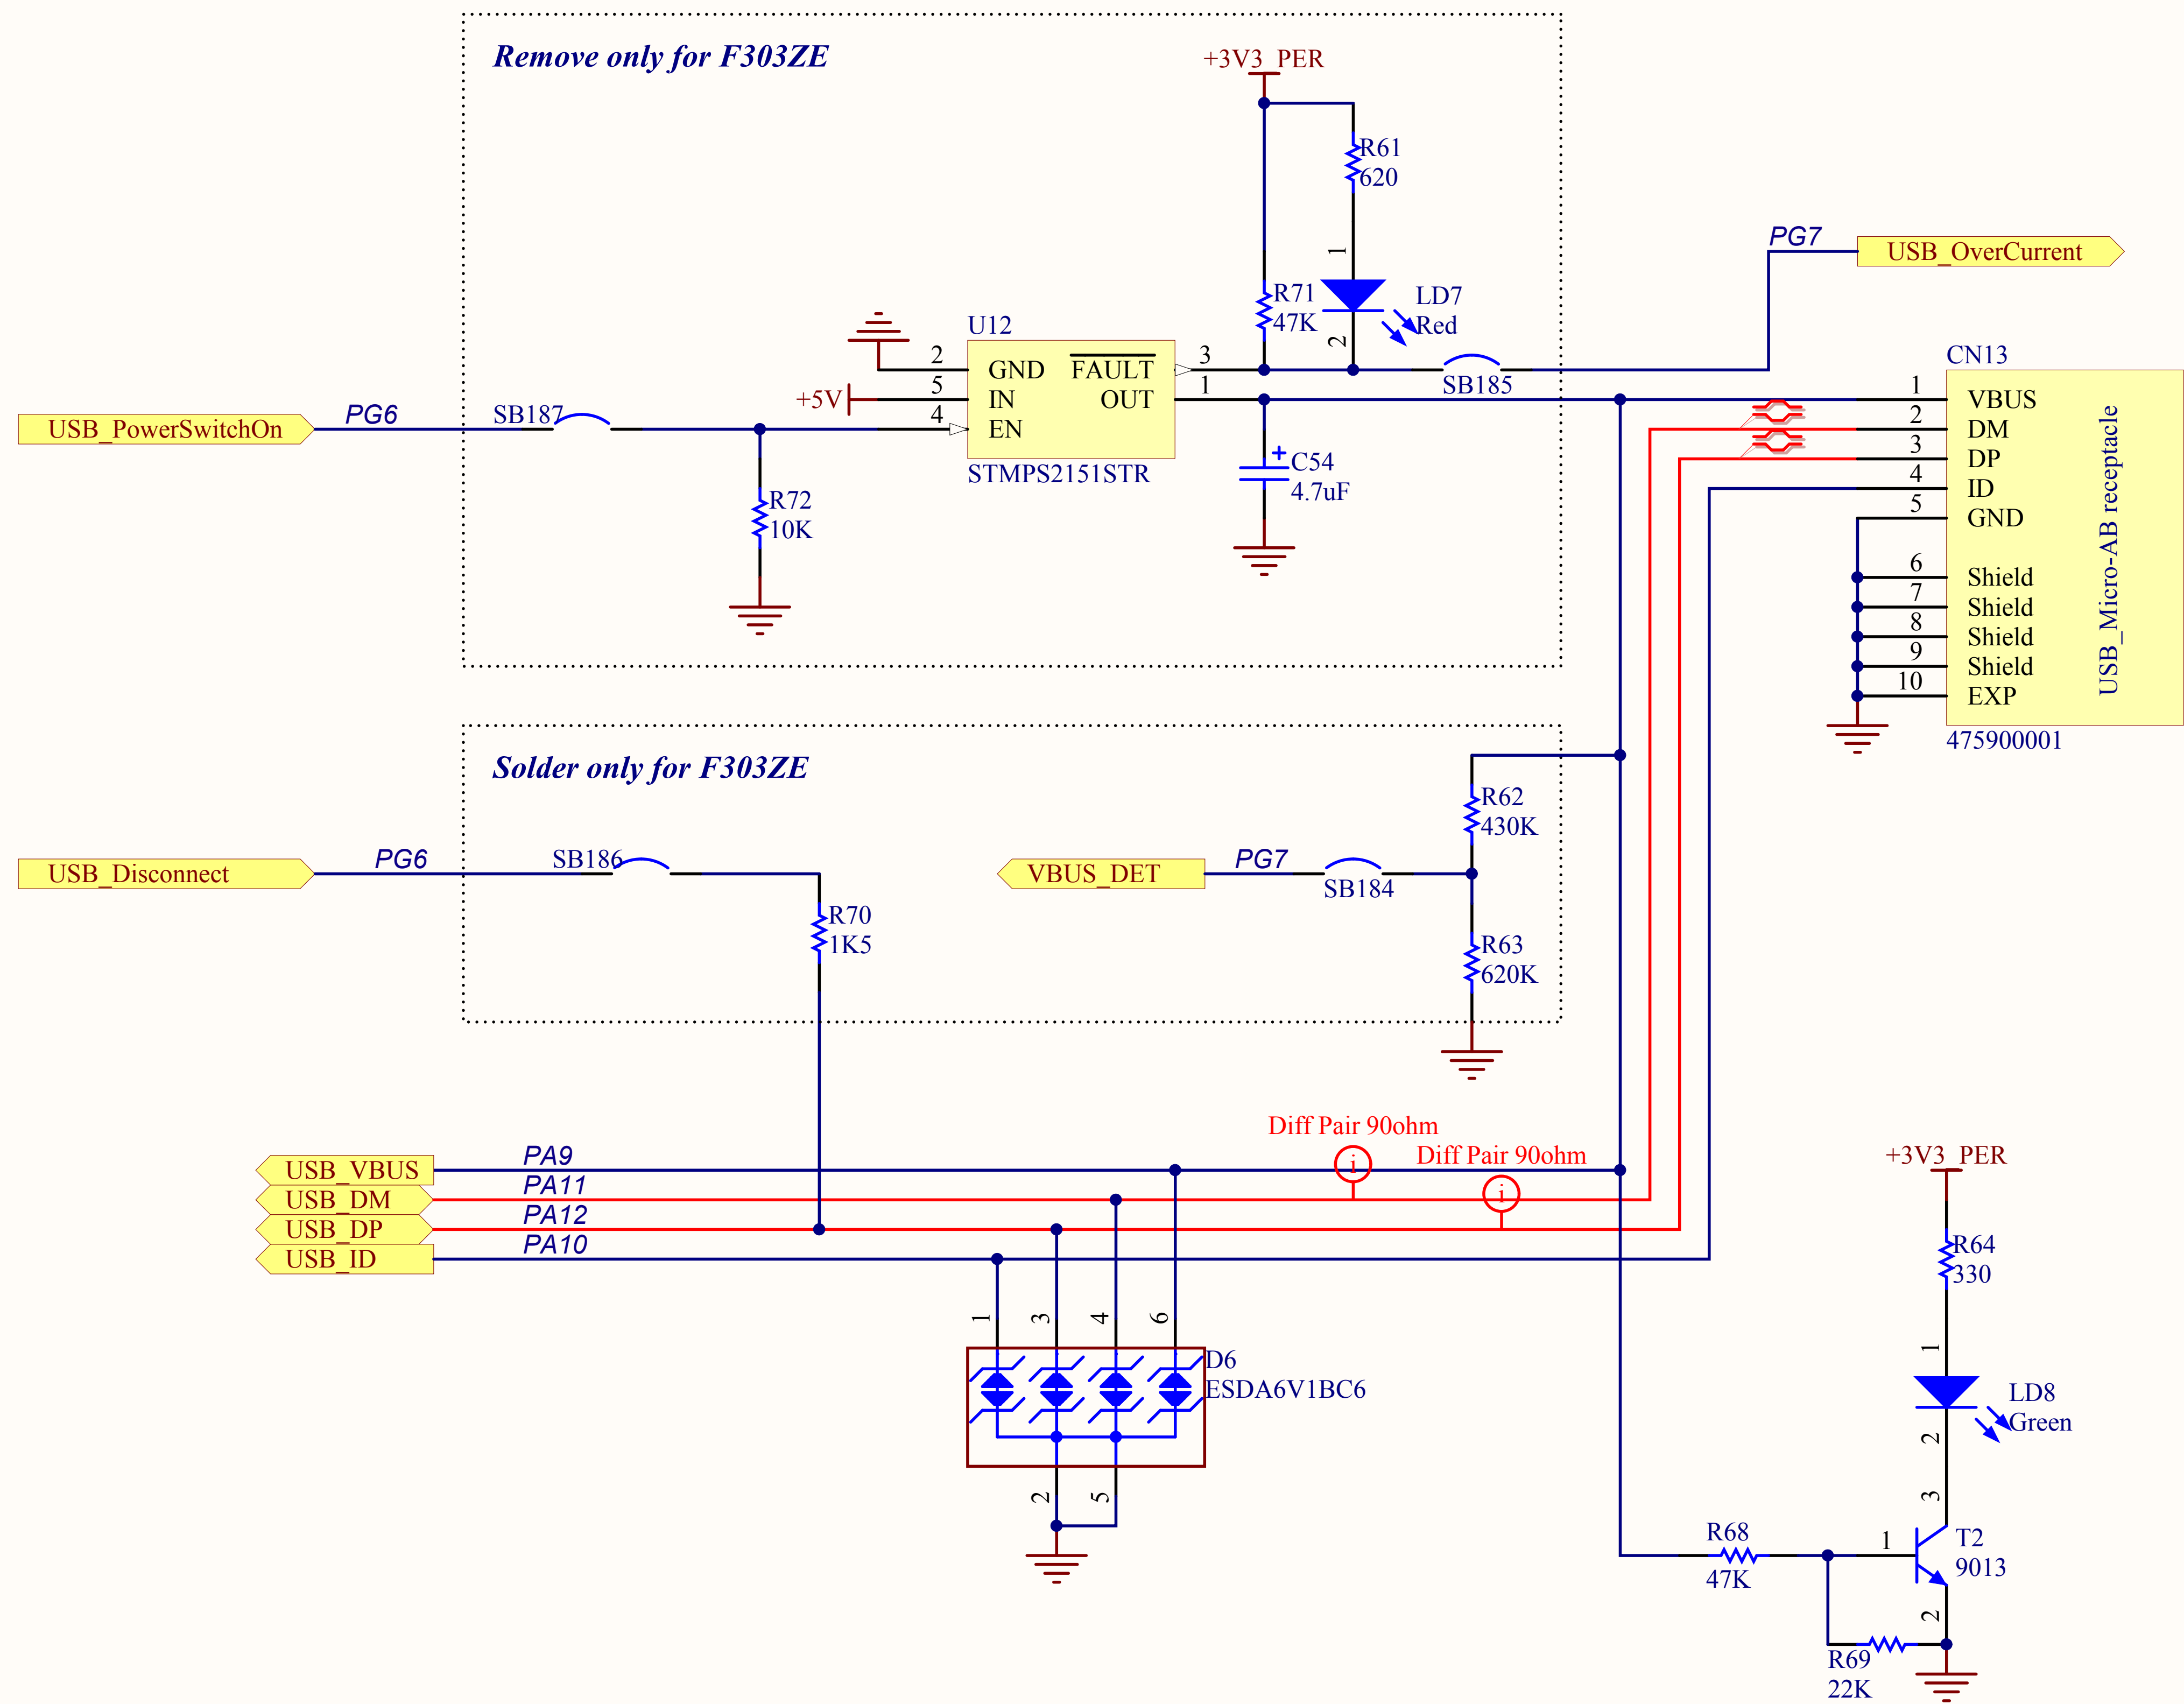 Remove only for F303ZE
+3V3_PER
R61
620
1
LD7
Red
2
R71
47K
PG7
USB_OverCurrent
U12
2
GND
FAULT
3
5
IN
OUT
1
4
EN
+5V
STMPS2151STR
SB185
USB_PowerSwitchOn
PG6
SB187
R72
10K
+
C54
4.7uF
CN13
1
VBUS
2
DM
3
DP
4
ID
5
GND
6
Shield
7
Shield
8
Shield
9
Shield
10
EXP
USB_Micro-AB receptacle
475900001
Solder only for F303ZE
R62
430K
USB_Disconnect
PG6
SB186
VBUS_DET
PG7
SB184
R70
1K5
R63
620K
Diff Pair 90ohm
i
Diff Pair 90ohm
i
USB_VBUS
PA9
USB_DM
PA11
USB_DP
PA12
USB_ID
PA10
1
3
4
6
D6
ESDA6V1BC6
2
5
+3V3_PER
R64
330
1
LD8
Green
2
3
R68
47K
1
T2
9013
2
R69
22K